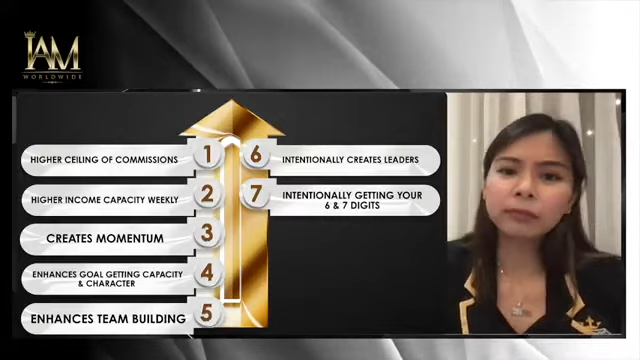 IAM
WORLDWIDE
1
HIGHER CEILING OF COMMISSIONS
2
HIGHER INCOME CAPACITY WEEKLY
3
CREATES MOMENTUM
4
ENHANCES GOAL GETTING CAPACITY
& CHARACTER
5
ENHANCES TEAM BUILDING
6
INTENTIONALLY CREATES LEADERS
7
INTENTIONALLY GETTING YOUR
6 & 7 DIGITS